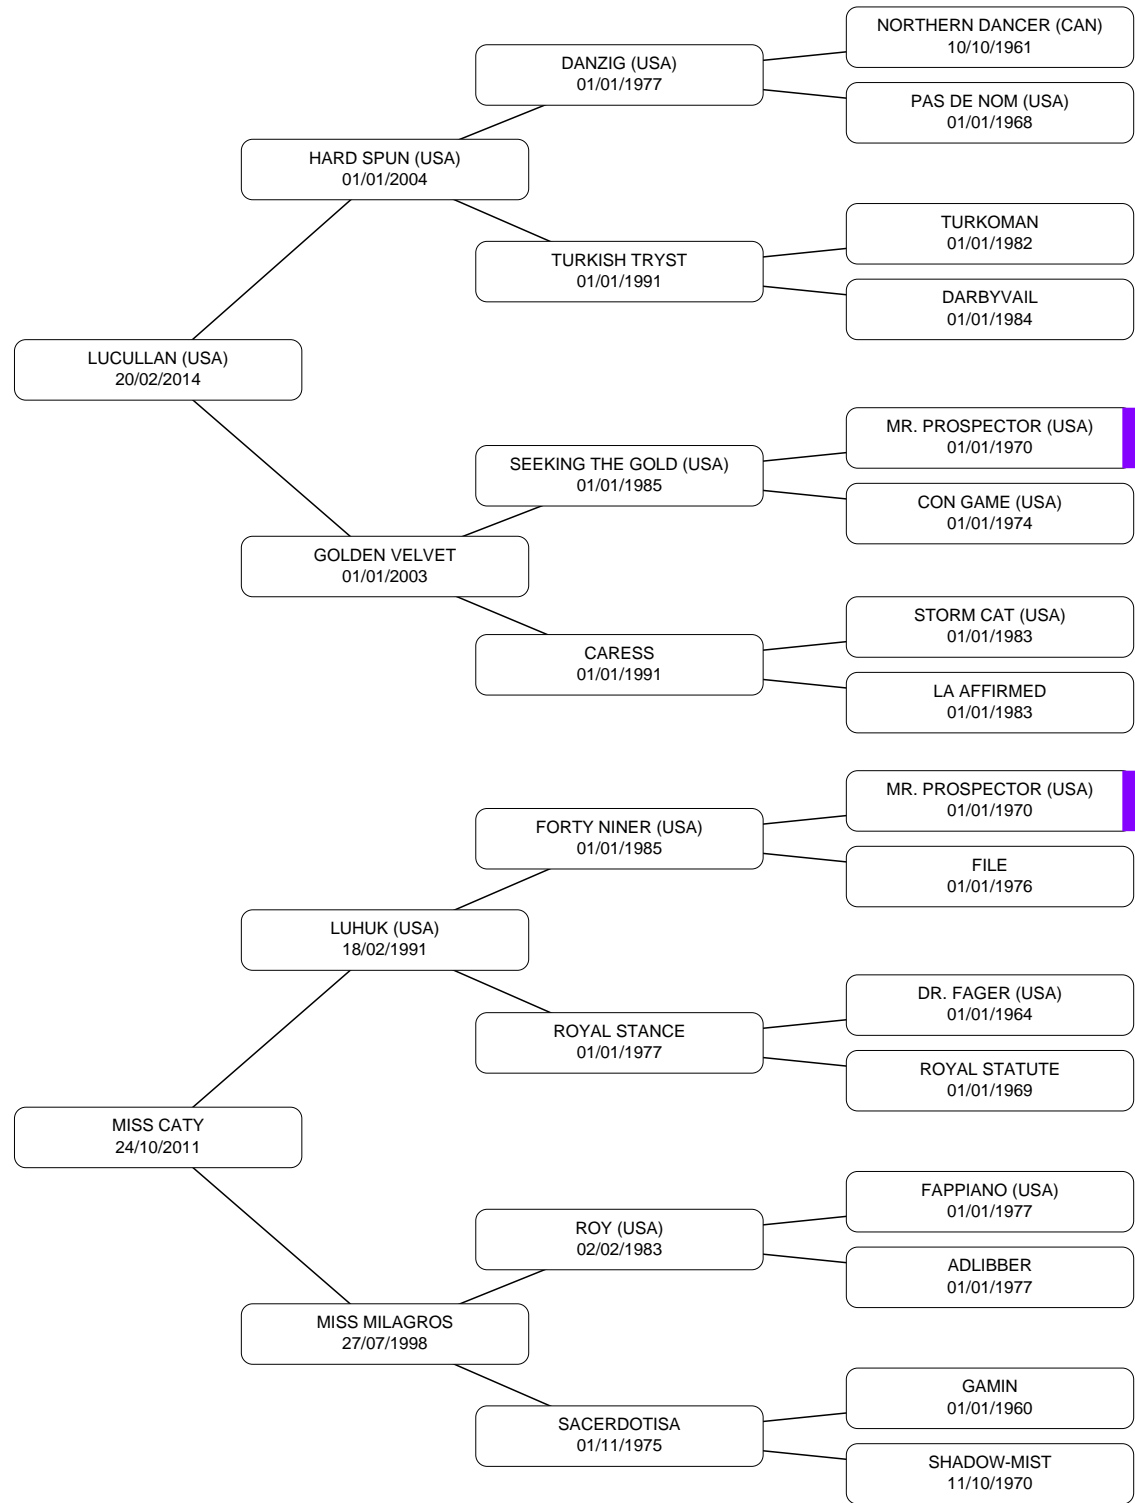 NORTHERN DANCER (CAN)
10/10/1961
DANZIG (USA)
01/01/1977
PAS DE NOM (USA)
01/01/1968
HARD SPUN (USA)
01/01/2004
TURKOMAN
01/01/1982
TURKISH TRYST
01/01/1991
DARBYVAIL
01/01/1984
LUCULLAN (USA)
20/02/2014
MR. PROSPECTOR (USA)
01/01/1970
SEEKING THE GOLD (USA)
01/01/1985
CON GAME (USA)
01/01/1974
GOLDEN VELVET
01/01/2003
STORM CAT (USA)
01/01/1983
CARESS
01/01/1991
LA AFFIRMED
01/01/1983
MR. PROSPECTOR (USA)
01/01/1970
FORTY NINER (USA)
01/01/1985
FILE
01/01/1976
LUHUK (USA)
18/02/1991
DR. FAGER (USA)
01/01/1964
ROYAL STANCE
01/01/1977
ROYAL STATUTE
01/01/1969
MISS CATY
24/10/2011
FAPPIANO (USA)
01/01/1977
ROY (USA)
02/02/1983
ADLIBBER
01/01/1977
MISS MILAGROS
27/07/1998
GAMIN
01/01/1960
SACERDOTISA
01/11/1975
SHADOW-MIST
11/10/1970